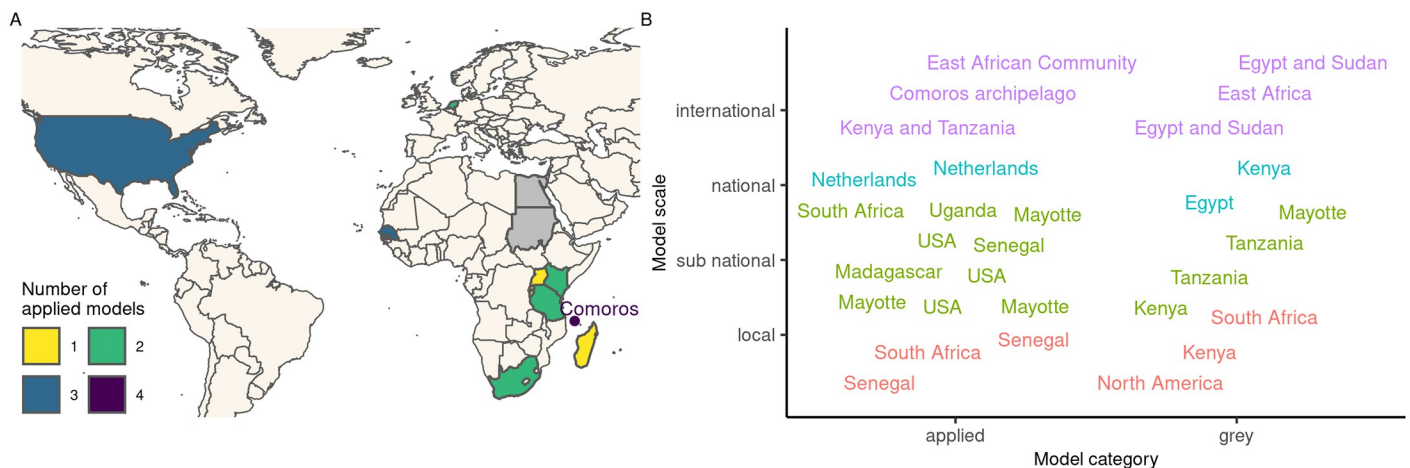 A
Comoros
Number of
applied models
1
2
3
4
B
Model scale
international
national
sub national
local
East African Community
Egypt and Sudan
Comoros archipelago
East Africa
Kenya and Tanzania
Egypt and Sudan
Netherlands
Kenya
Netherlands
Egypt
South Africa
Uganda
Mayotte
Mayotte
USA
Senegal
Tanzania
Madagascar
USA
Tanzania
Mayotte
USA
Mayotte
Kenya
South Africa
Senegal
South Africa
Kenya
Senegal
North America
applied
grey
Model category